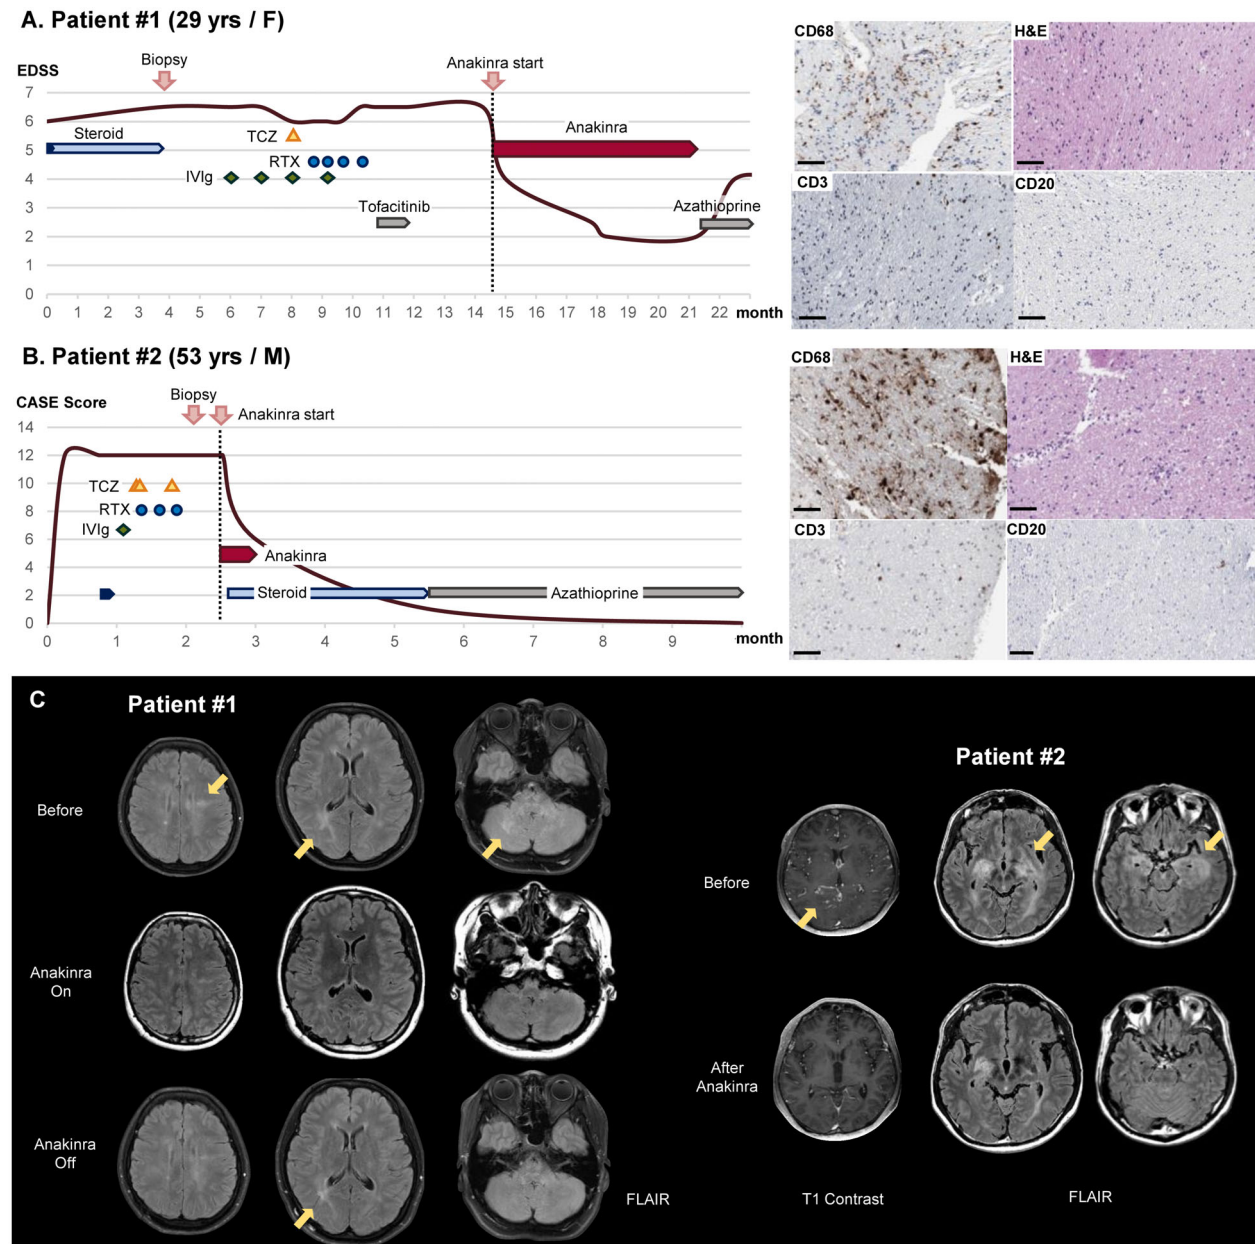 A. Patient #1 (29 yrs / F)
EDSS
Biopsy
Anakinra start
7
6
5
4
3
2
1
0
Steroid
TCZ
RTX
IVIg
Tofacitinib
Anakinra
Azathioprine
0 1 2 3 4 5 6 7 8 9 10 11 12 13 14 15 16 17 18 19 20 21 22 month
CD68
H&E
CD3
CD20
B. Patient #2 (53 yrs / M)
CASE Score
Biopsy
Anakinra start
14
12
10
8
6
4
2
0
TCZ
RTX
IVIg
Anakinra
Steroid
Azathioprine
0 1 2 3 4 5 6 7 8 9 month
CD68
H&E
CD3
CD20
C
Patient #1
Before
Anakinra
On
Anakinra
Off
FLAIR
Patient #2
Before
After
Anakinra
T1 Contrast
FLAIR